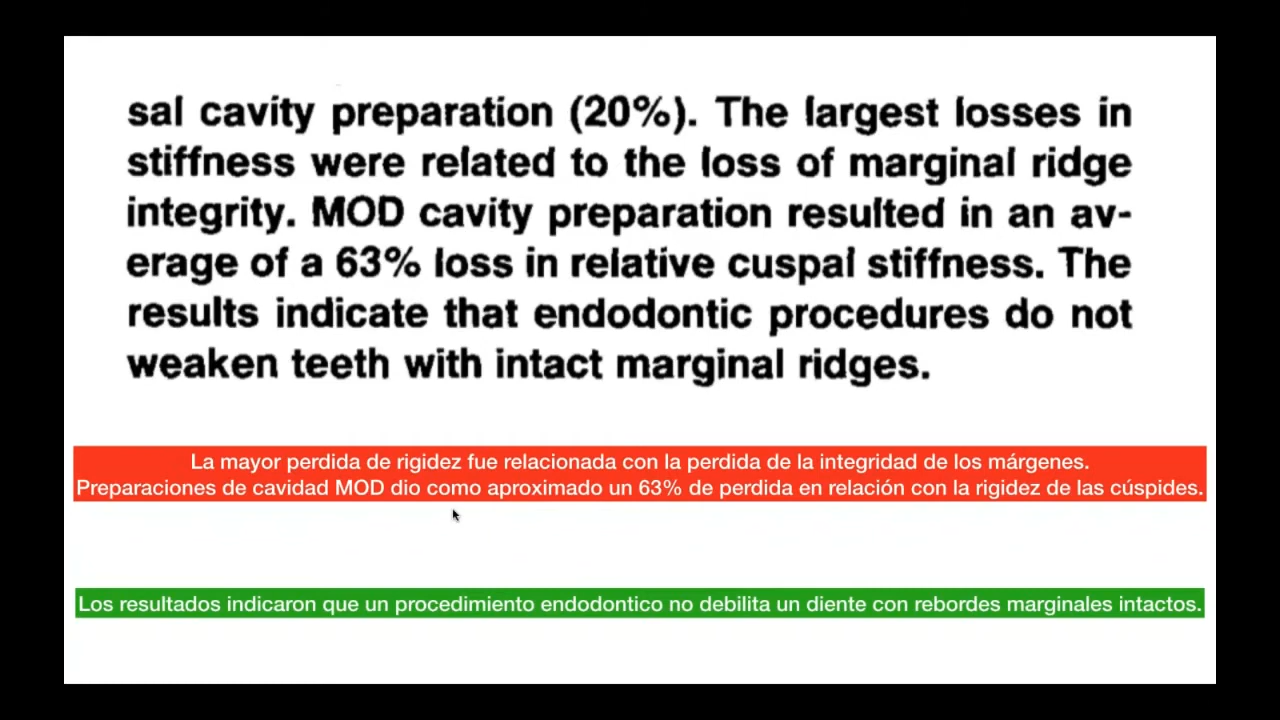 sal cavity preparation (20%). The largest losses in
stiffness were related to the loss of marginal ridge
integrity. MOD cavity preparation resulted in an av-
erage of a 63% loss in relative cuspal stiffness. The
results indicate that endodontic procedures do not
weaken teeth with intact marginal ridges.
La mayor perdida de rigidez fue relacionada con la perdida de la integridad de los márgenes.
Preparaciones de cavidad MOD dio como aproximado un 63% de perdida en relación con la rigidez de las cúspides.
Los resultados indicaron que un procedimiento endodontico no debilita un diente con rebordes marginales intactos.